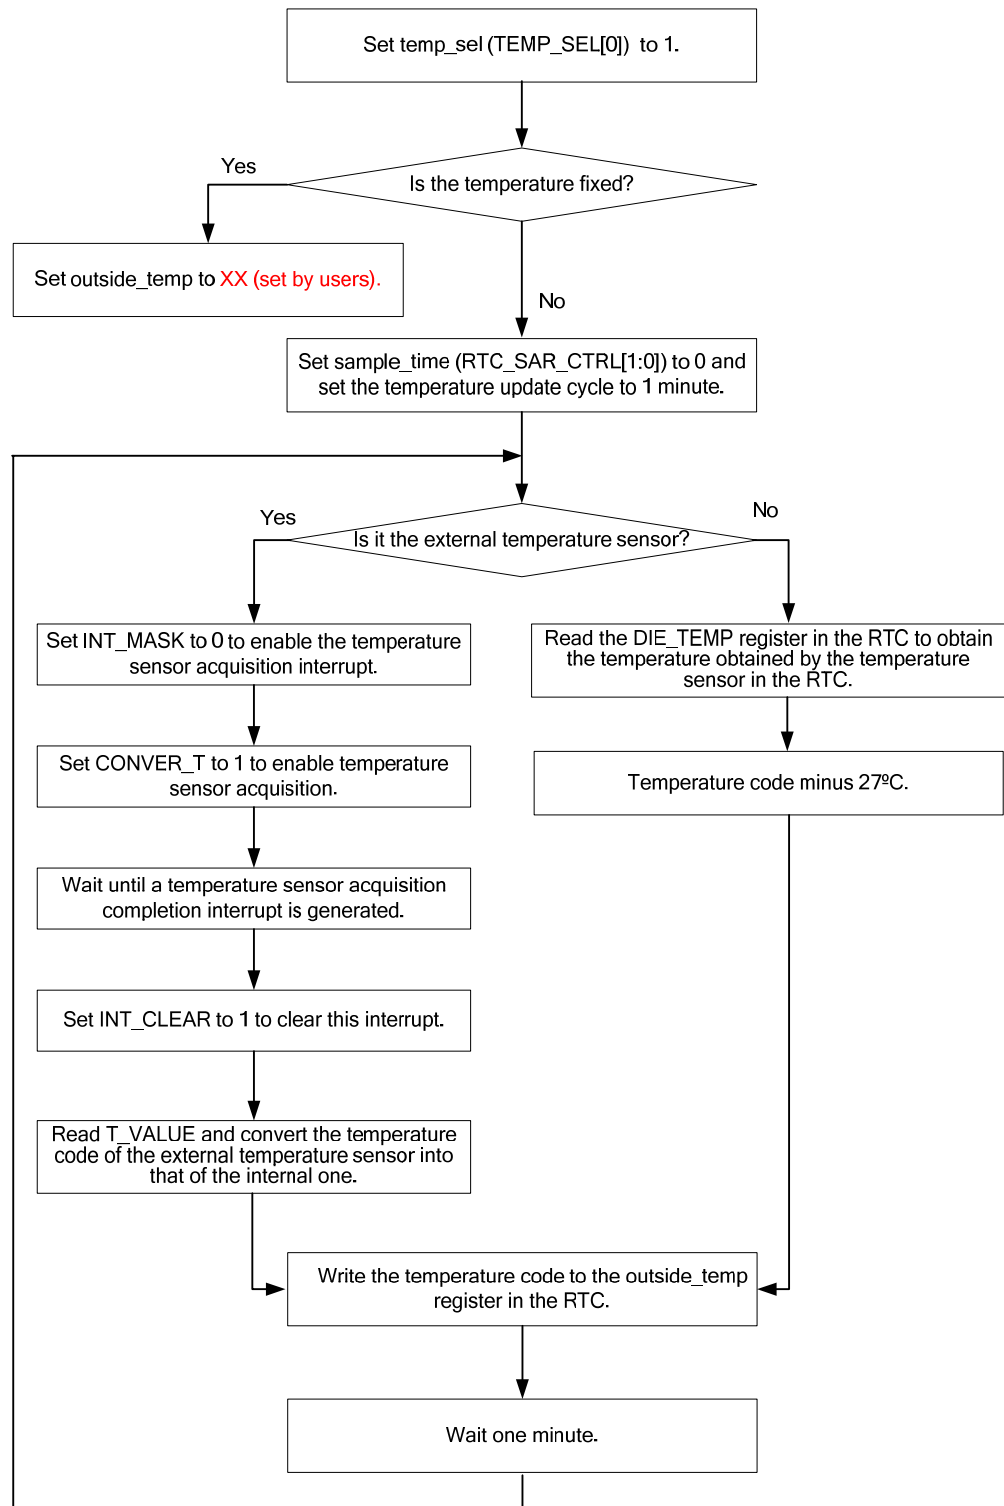 Set temp_sel (TEMP_SEL[0]) to 1.
Yes
Is the temperature fixed?
Set outside_temp to XX (set by users).
No
Set sample_time (RTC_SAR_CTRL[1:0]) to 0 and
set the temperature update cycle to 1 minute.
Yes
No
Is it the external temperature sensor?
Set INT_MASK to 0 to enable the temperature
sensor acquisition interrupt.
Read the DIE_TEMP register in the RTC to obtain
the temperature obtained by the temperature
sensor in the RTC.
Set CONVER_T to 1 to enable temperature
sensor acquisition.
Temperature code minus 27ºC.
Wait until a temperature sensor acquisition
completion interrupt is generated.
Set INT_CLEAR to 1 to clear this interrupt.
Read T_VALUE and convert the temperature
code of the external temperature sensor into
that of the internal one.
Write the temperature code to the outside_temp
register in the RTC.
Wait one minute.